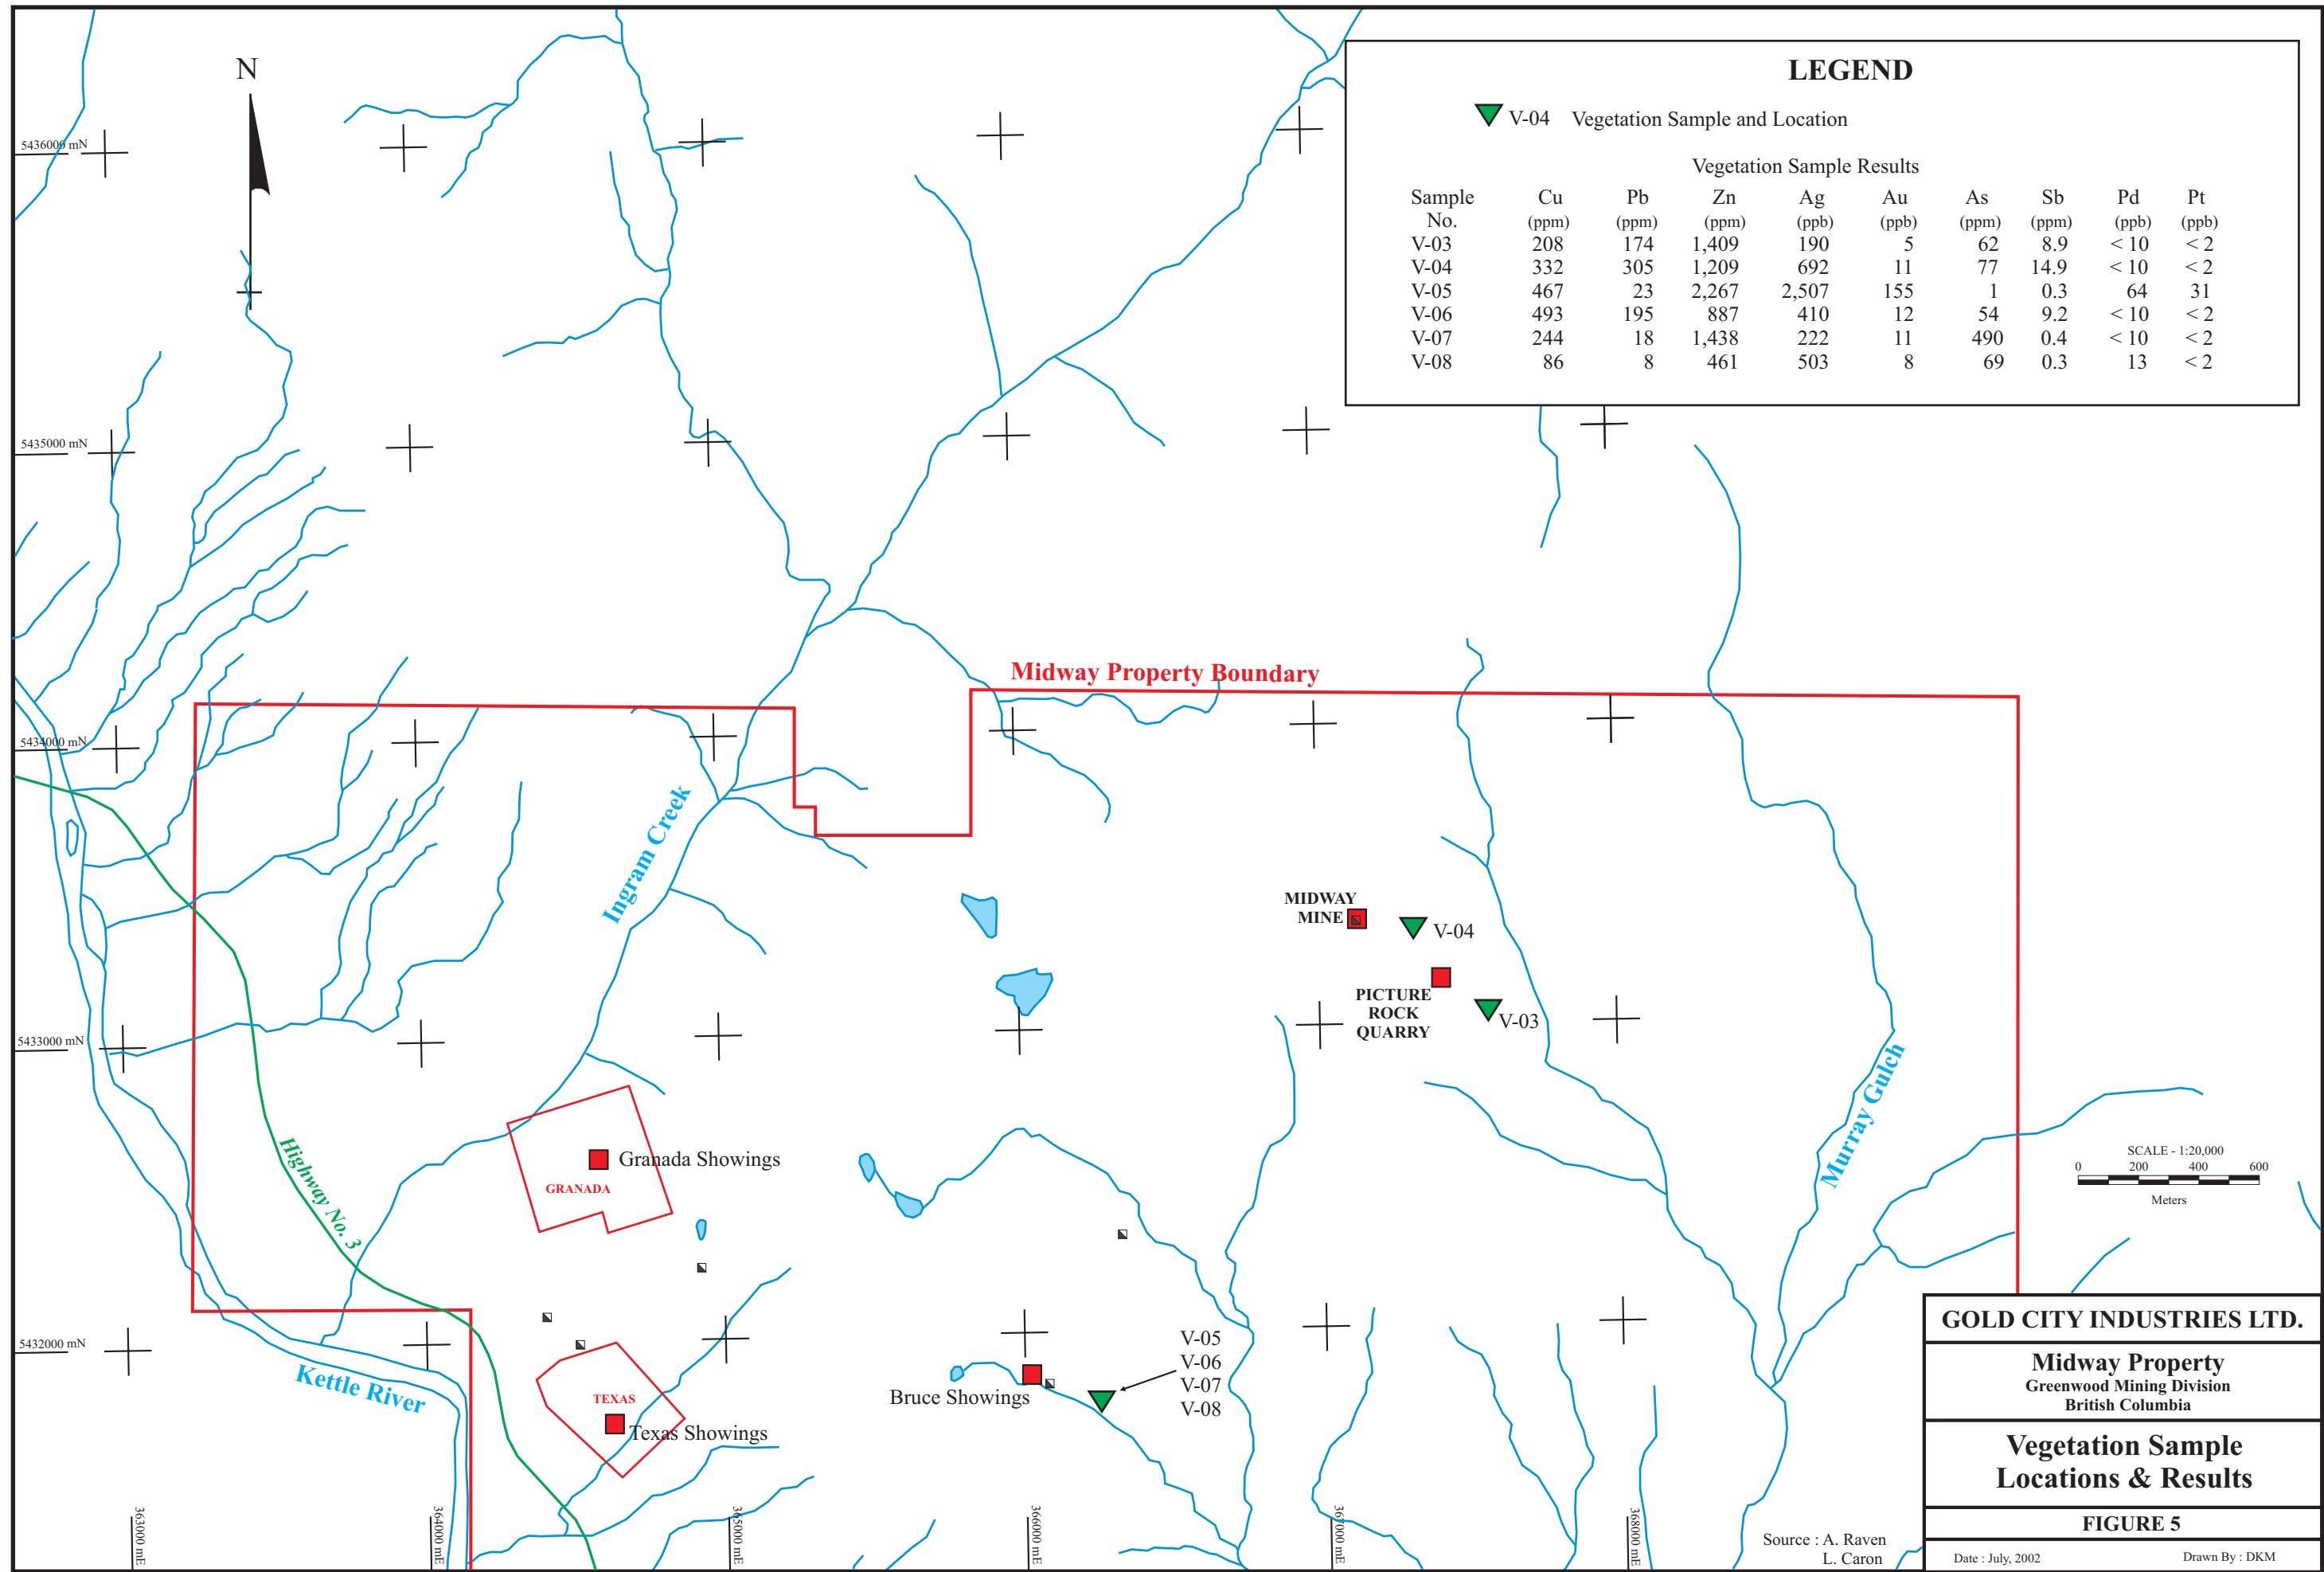 N
LEGEND
V-04 Vegetation Sample and Location
Vegetation Sample Results
Sample No. Cu (ppm) Pb (ppm) Zn (ppm) Ag (ppb) Au (ppb) As (ppm) Sb (ppm) Pd (ppb) Pt (ppb)
V-03 208 174 1,409 190 5 62 8.9 < 10 < 2
V-04 332 305 1,209 692 11 77 14.9 < 10 < 2
V-05 467 23 2,267 2,507 155 1 0.3 64 31
V-06 493 195 887 410 12 54 9.2 < 10 < 2
V-07 244 18 1,438 222 11 490 0.4 < 10 < 2
V-08 86 8 461 503 8 69 0.3 13 < 2
5436000 mN
5435000 mN
Midway Property Boundary
5434000 mN
Ingram Creek
MIDWAY
MINE
V-04
PICTURE
ROCK
QUARRY
V-03
5433000 mN
Murray Gulch
Highway No. 3
Granada Showings
GRANADA
SCALE - 1:20,000
0 200 400 600
Meters
5432000 mN
Kettle River
TEXAS
Texas Showings
Bruce Showings
V-05
V-06
V-07
V-08
363000 mE
364000 mE
365000 mE
366000 mE
367000 mE
368000 mE
Source : A. Raven
L. Caron
GOLD CITY INDUSTRIES LTD.
Midway Property
Greenwood Mining Division
British Columbia
Vegetation Sample
Locations & Results
FIGURE 5
Date : July, 2002 Drawn By : DKM